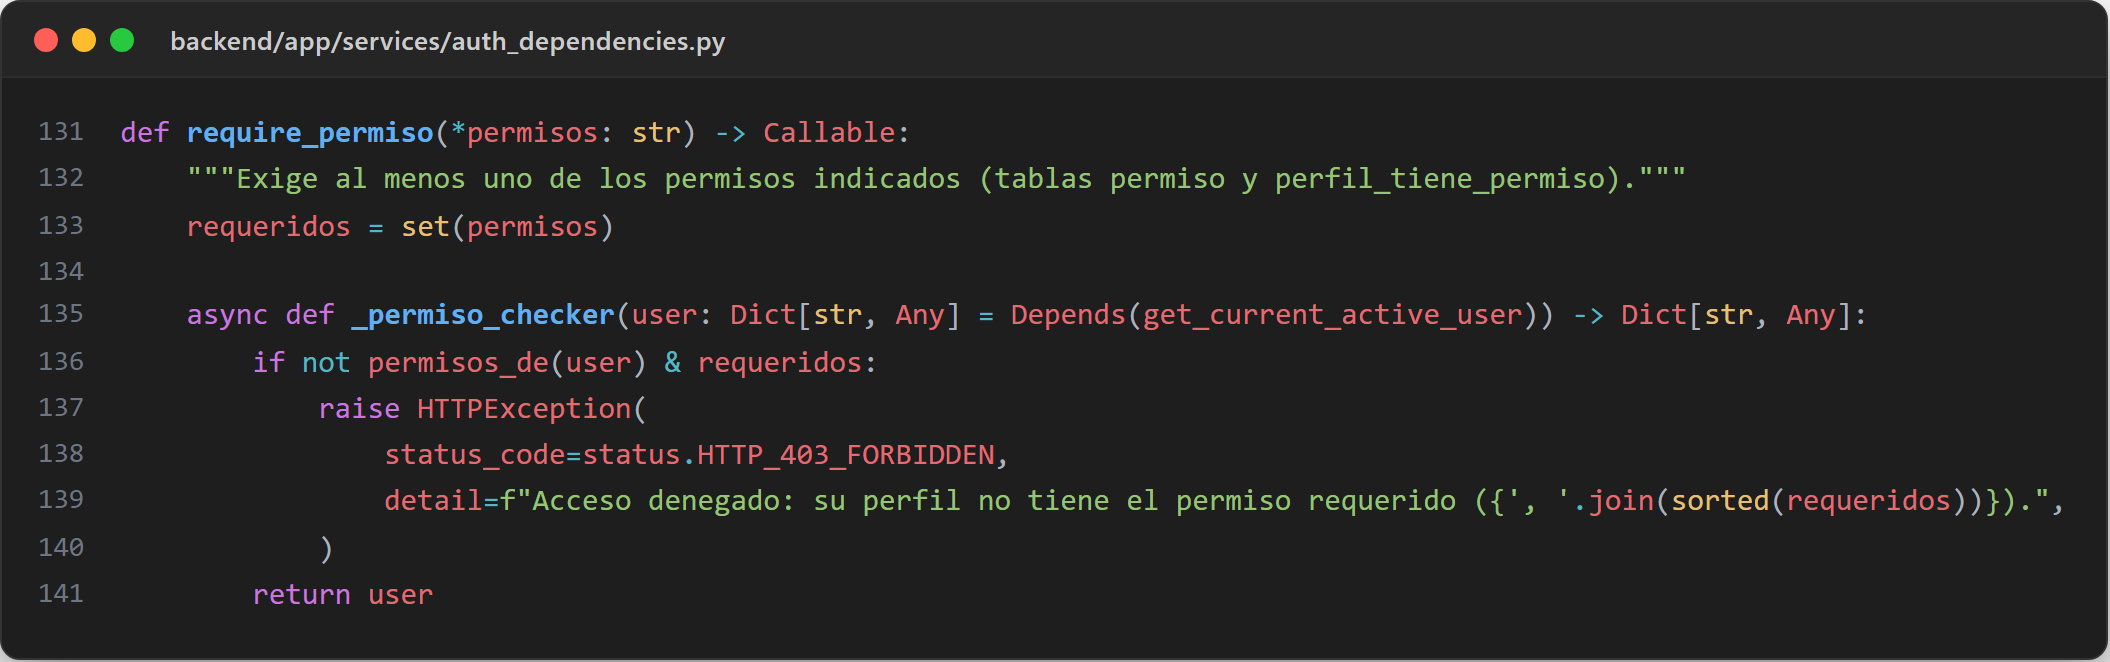 backend/app/services/auth_dependencies.py
131 def require_permiso(*permisos: str) -> Callable:
132     """Exige al menos uno de los permisos indicados (tablas permiso y perfil_tiene_permiso)."""
133     requeridos = set(permisos)
134
135     async def _permiso_checker(user: Dict[str, Any] = Depends(get_current_active_user)) -> Dict[str, Any]:
136         if not permisos_de(user) & requeridos:
137             raise HTTPException(
138                 status_code=status.HTTP_403_FORBIDDEN,
139                 detail=f"Acceso denegado: su perfil no tiene el permiso requerido ({', '.join(sorted(requeridos))}).",
140             )
141         return user